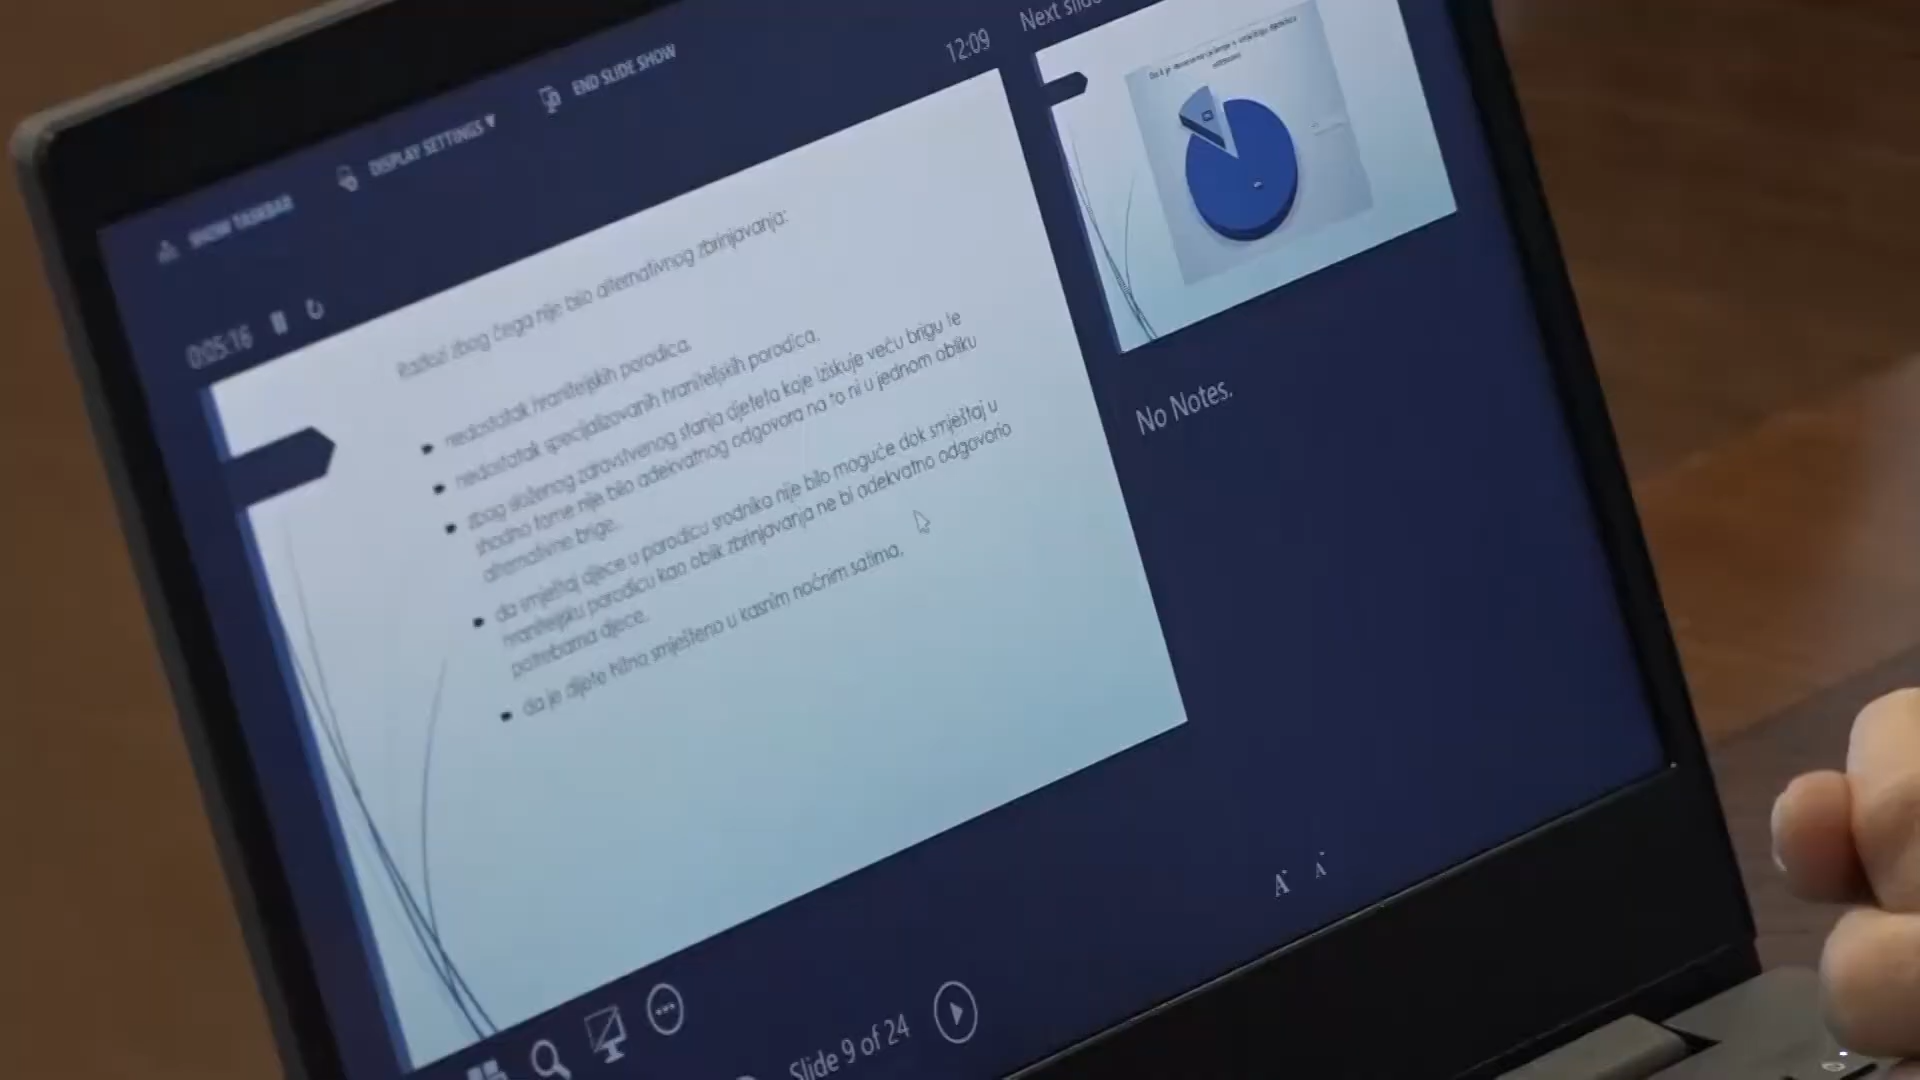 SHOW TASKBAR
DISPLAY SETTINGS ▼
END SLIDE SHOW
0:05:16
12:09
Razlozi zbog čega nije bilo alternativnog zbrinjavanja:
nedostatak hraniteljskih porodica,
nedostatak specijalizovanih hraniteljskih porodica,
zbog složenog zdravstvenog stanja djeteta koje iziskuje veću brigu te
shodno tome nije bilo adekvatnog odgovora na to ni u jednom obliku
alternativne brige,
da smještaj djece u porodicu srodnika nije bilo moguće dok smještaj u
hraniteljsku porodicu kao oblik zbrinjavanja ne bi adekvatno odgovorio
potrebama djece,
da je dijete hitno smješteno u kasnim noćnim satima,
Next slide
No Notes.
A A
Slide 9 of 24